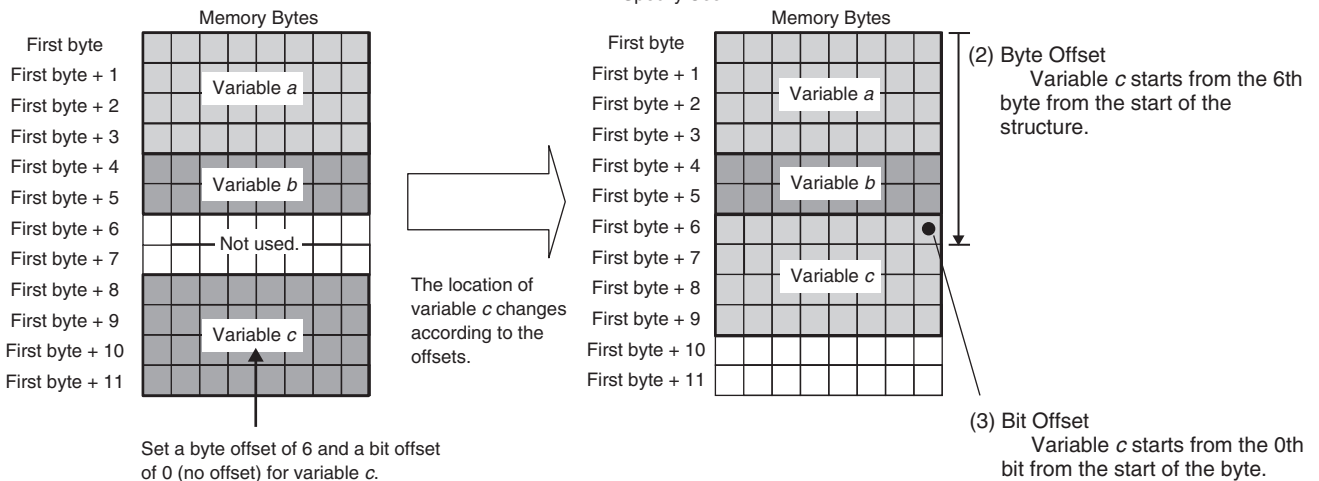 Memory Bytes
First byte
First byte + 1
First byte + 2
First byte + 3
First byte + 4
First byte + 5
First byte + 6
First byte + 7
First byte + 8
First byte + 9
First byte + 10
First byte + 11
Variable a
Variable b
Not used.
Variable c
Set a byte offset of 6 and a bit offset
of 0 (no offset) for variable c.
The location of
variable c changes
according to the
offsets.
Memory Bytes
First byte
First byte + 1
First byte + 2
First byte + 3
First byte + 4
First byte + 5
First byte + 6
First byte + 7
First byte + 8
First byte + 9
First byte + 10
First byte + 11
Variable a
Variable b
Variable c
(2) Byte Offset
Variable c starts from the 6th
byte from the start of the
structure.
(3) Bit Offset
Variable c starts from the 0th
bit from the start of the byte.